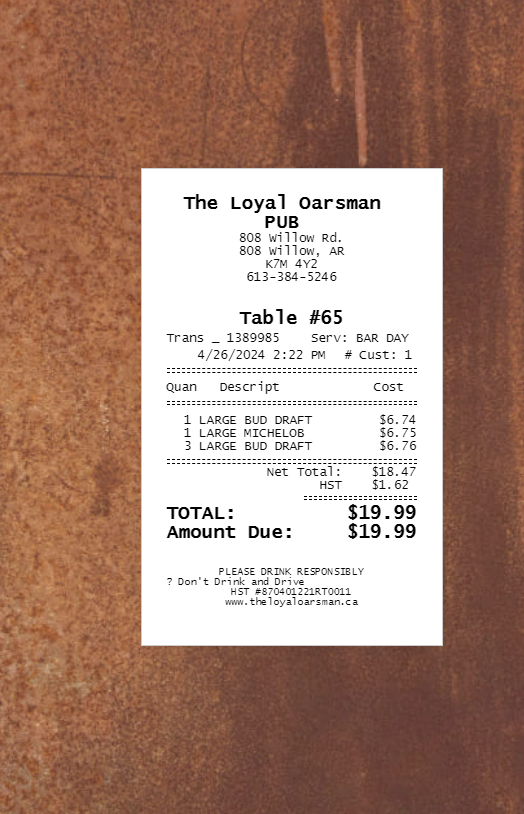 The Loyal Oarsman
PUB
808 Willow Rd.
808 Willow, AR
K7M 4Y2
613-384-5246
Table #65
Trans _ 1389985 Serv: BAR DAY
4/26/2024 2:22 PM # Cust: 1
Quan Descript Cost
1 LARGE BUD DRAFT $6.74
1 LARGE MICHELOB $6.75
3 LARGE BUD DRAFT $6.76
Net Total: $18.47
HST $1.62
TOTAL: $19.99
Amount Due: $19.99
PLEASE DRINK RESPONSIBLY
? Don't Drink and Drive
HST #870401221RT0011
www.theloyaloarsman.ca